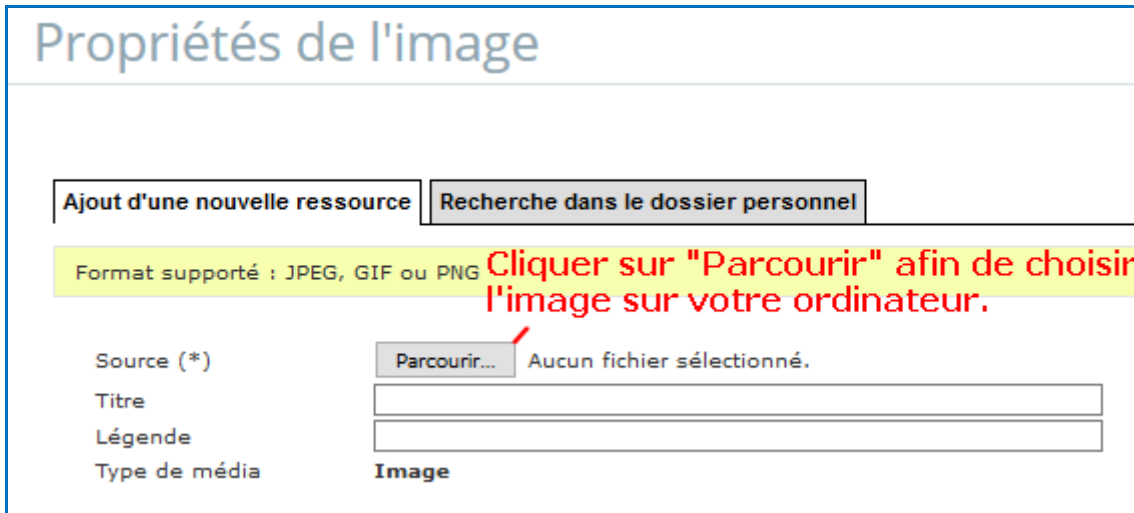 Propriétés de l'image
Ajout d'une nouvelle ressource Recherche dans le dossier personnel
Format supporté : JPEG, GIF ou PNG
Cliquer sur "Parcourir" afin de choisir
l'image sur votre ordinateur.
Source (*) Parcourir... Aucun fichier sélectionné.
Titre
Légende
Type de média Image